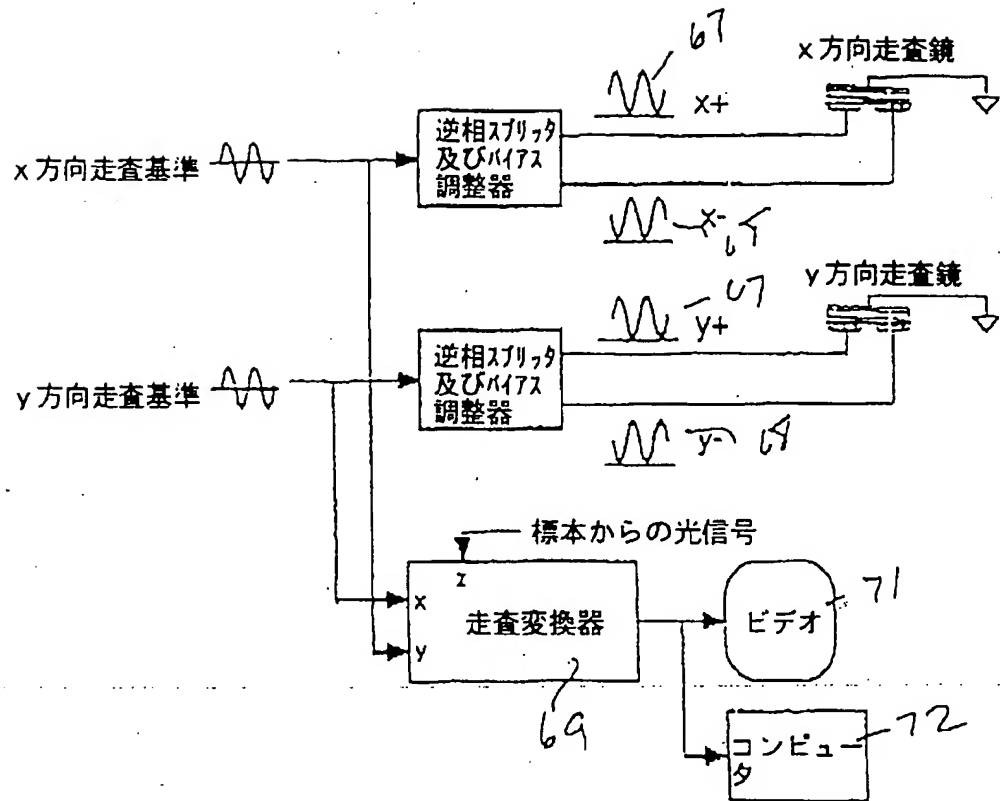 67
x方向走査鏡
x+
逆相スプリッタ
及びバイアス
調整器
x方向走査基準
x-
y方向走査鏡
67
y+
逆相スプリッタ
及びバイアス
調整器
y方向走査基準
y-
標本からの光信号
z
x
y
走査変換器
ビデオ
71
69
コンピュー
タ
72